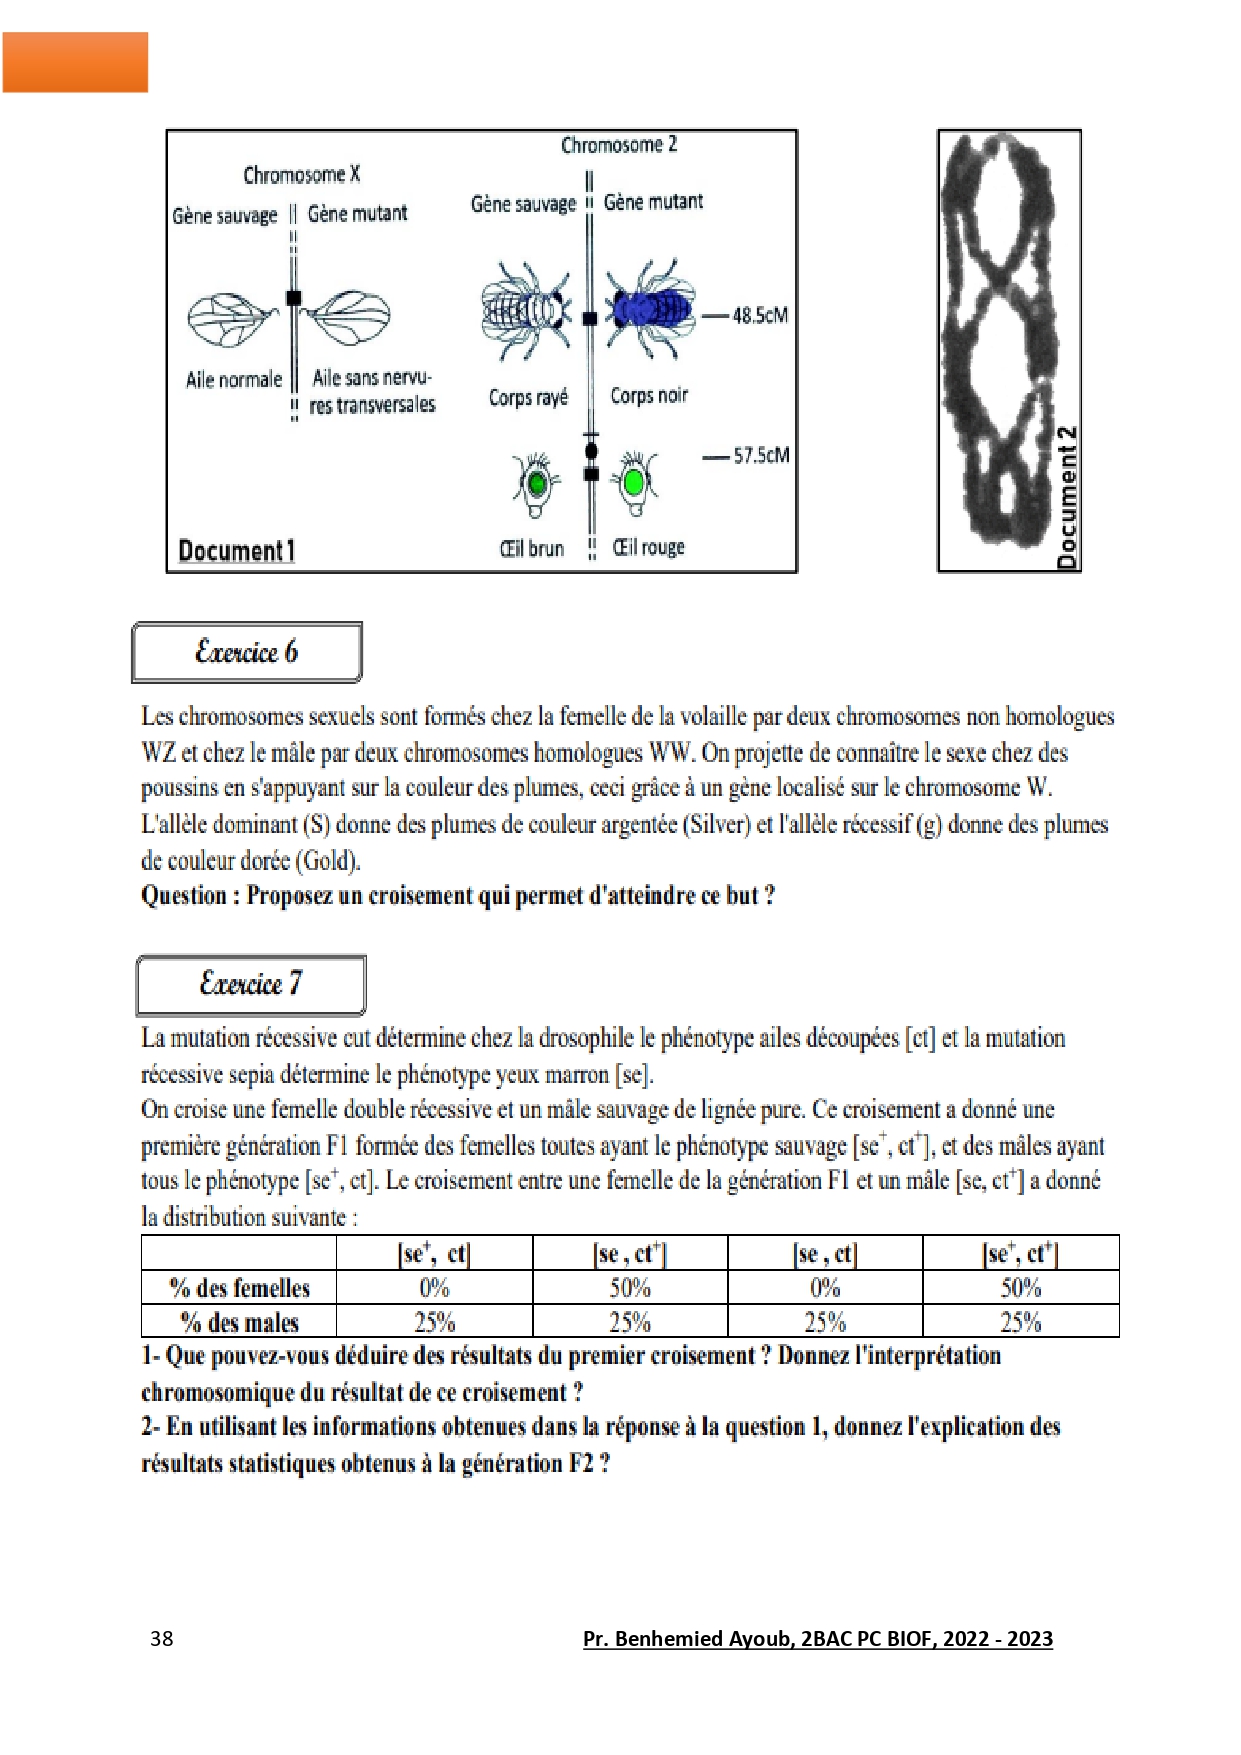 Chromosome X
Gène sauvage Gène mutant
Aile normale Aile sans nervu-
res transversales
Document1
Chromosome 2
Gène sauvage Gène mutant
48.5cM
Corps rayé Corps noir
57.5cM
Œil brun Œil rouge
Document 2
Exercice 6
Les chromosomes sexuels sont formés chez la femelle de la volaille par deux chromosomes non homologues
WZ et chez le mâle par deux chromosomes homologues WW. On projette de connaître le sexe chez des
poussins en s'appuyant sur la couleur des plumes, ceci grâce à un gène localisé sur le chromosome W.
L'allèle dominant (S) donne des plumes de couleur argentée (Silver) et l'allèle récessif (g) donne des plumes
de couleur dorée (Gold).
Question : Proposez un croisement qui permet d'atteindre ce but ?
Exercice 7
La mutation récessive cut détermine chez la drosophile le phénotype ailes découpées [ct] et la mutation
récessive sepia détermine le phénotype yeux marron [se].
On croise une femelle double récessive et un mâle sauvage de lignée pure. Ce croisement a donné une
première génération F1 formée des femelles toutes ayant le phénotype sauvage [se⁺, ct⁺], et des mâles ayant
tous le phénotype [se⁺, ct]. Le croisement entre une femelle de la génération F1 et un mâle [se, ct⁺] a donné
la distribution suivante :
[se⁺, ct] [se , ct⁺] [se , ct] [se⁺, ct⁺]
% des femelles 0% 50% 0% 50%
% des males 25% 25% 25% 25%
1- Que pouvez-vous déduire des résultats du premier croisement ? Donnez l'interprétation
chromosomique du résultat de ce croisement ?
2- En utilisant les informations obtenues dans la réponse à la question 1, donnez l'explication des
résultats statistiques obtenus à la génération F2 ?
38 Pr. Benhemied Ayoub, 2BAC PC BIOF, 2022 - 2023